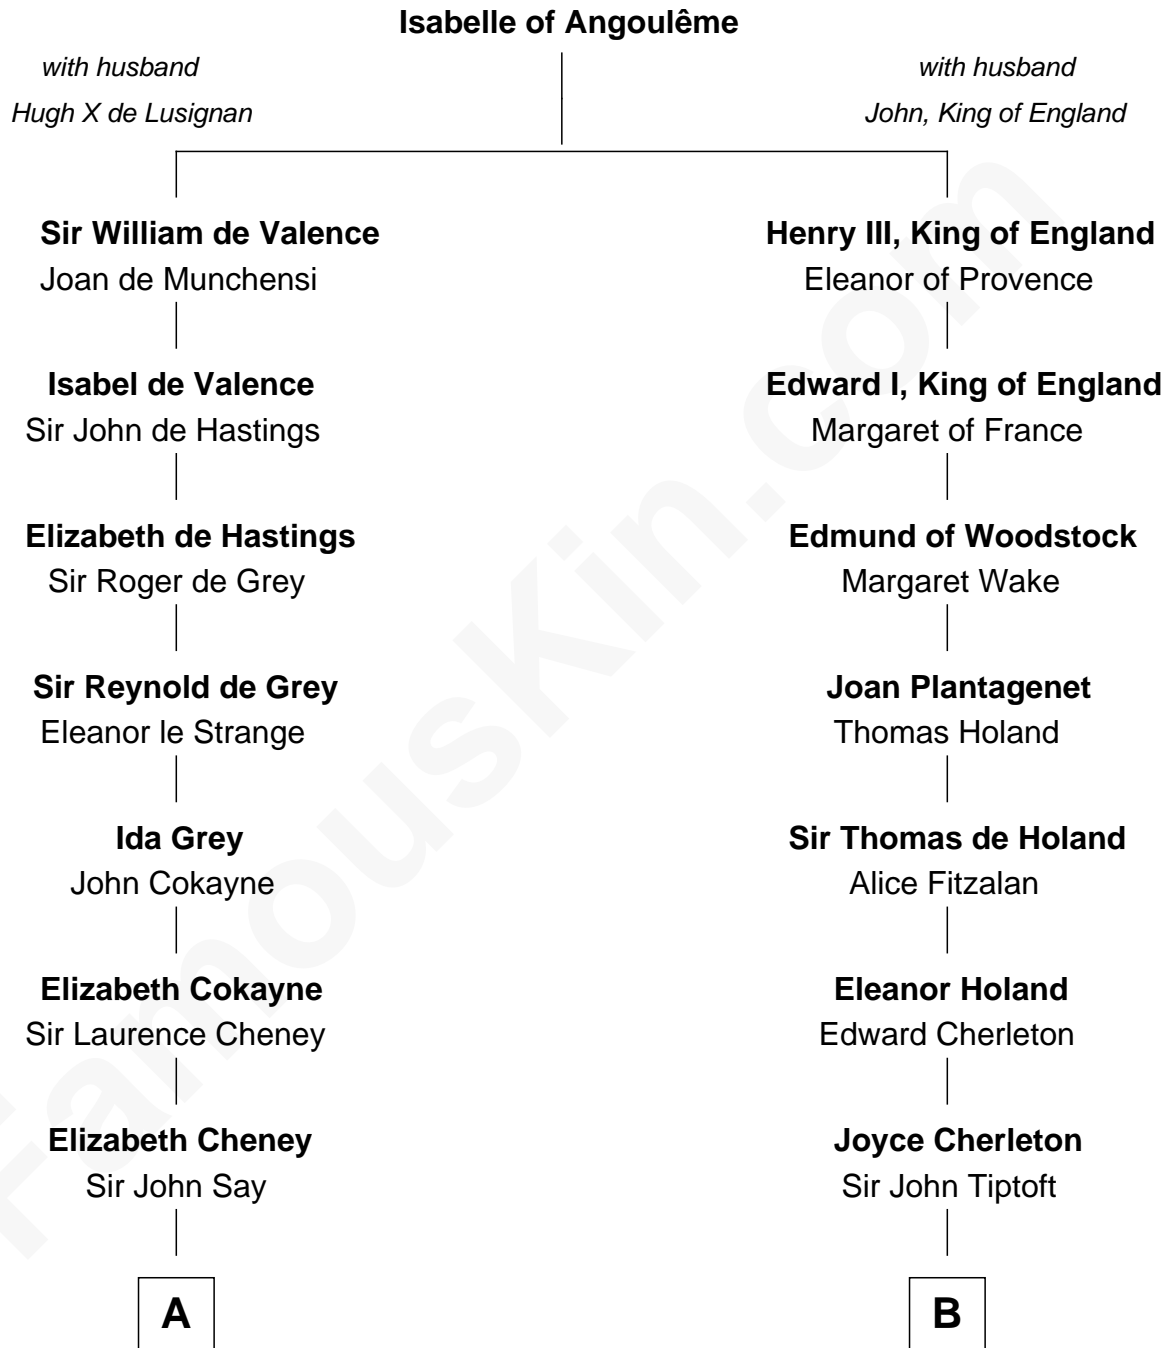 Isabelle of Angoulême
with husband
Hugh X de Lusignan
with husband
John, King of England
Sir William de Valence
Joan de Munchensi
Henry III, King of England
Eleanor of Provence
Isabel de Valence
Sir John de Hastings
Edward I, King of England
Margaret of France
Elizabeth de Hastings
Sir Roger de Grey
Edmund of Woodstock
Margaret Wake
Sir Reynold de Grey
Eleanor le Strange
Joan Plantagenet
Thomas Holand
Ida Grey
John Cokayne
Sir Thomas de Holand
Alice Fitzalan
Elizabeth Cokayne
Sir Laurence Cheney
Eleanor Holand
Edward Cherleton
Elizabeth Cheney
Sir John Say
Joyce Cherleton
Sir John Tiptoft
A
B
FamousKin.com